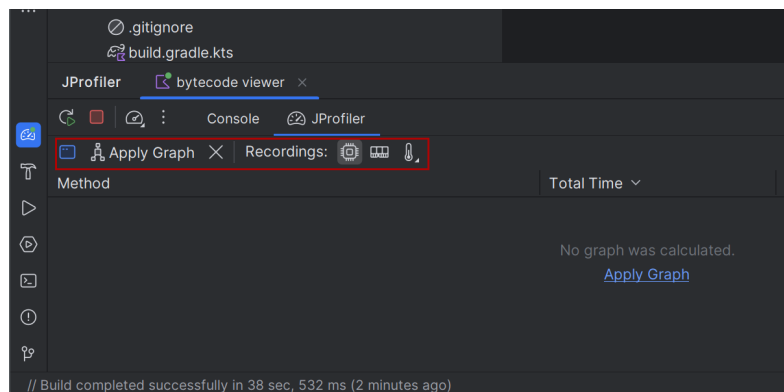 .gitignore
build.gradle.kts
JProfiler bytecode viewer
Console JProfiler
Apply Graph Recordings:
Method Total Time
No graph was calculated.
Apply Graph
// Build completed successfully in 38 sec, 532 ms (2 minutes ago)